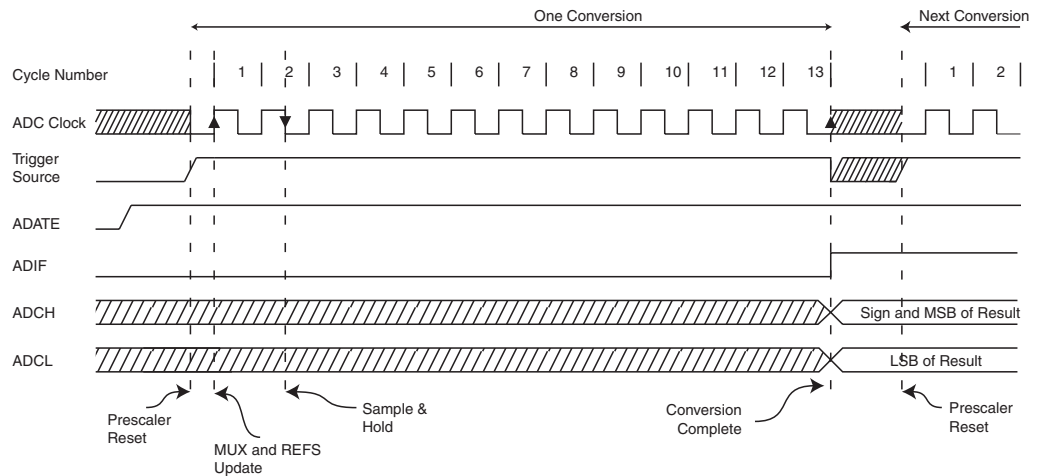 One Conversion
Next Conversion
Cycle Number
1 2 3 4 5 6 7 8 9 10 11 12 13 1 2
ADC Clock
Trigger
Source
ADATE
ADIF
ADCH
Sign and MSB of Result
ADCL
LSB of Result
Prescaler
Reset
MUX and REFS
Update
Sample &
Hold
Conversion
Complete
Prescaler
Reset